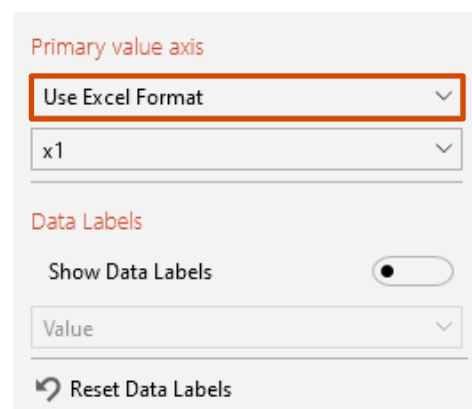 Primary value axis
Use Excel Format
x1
Data Labels
Show Data Labels
Value
Reset Data Labels